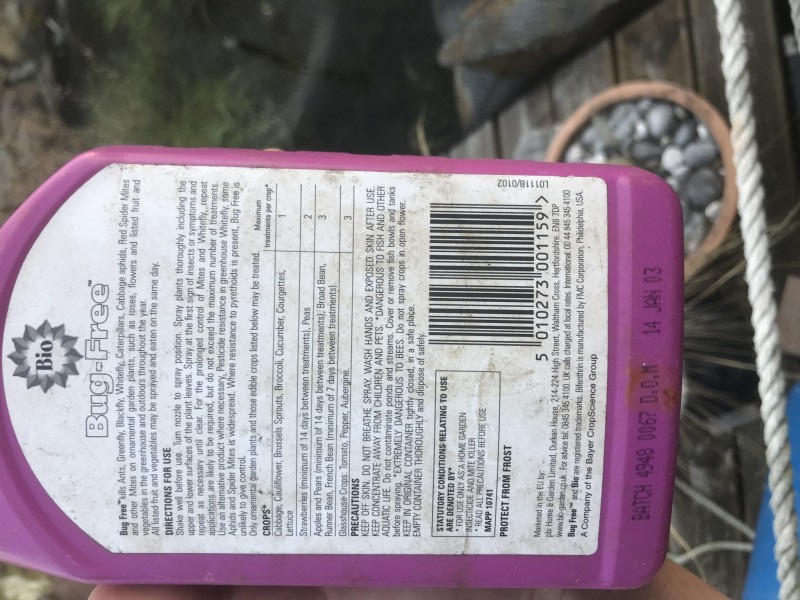 Bio
Bug-Free™
Bug Free™ kills Ants, Greenfly, Blackfly, Whitefly, Caterpillars, Cabbage aphids, Red Spider Mites
and other Mites on ornamental garden plants, such as roses, flowers and listed fruit and
vegetables in the greenhouse and outdoors throughout the year.
All listed fruit and vegetables may be sprayed and eaten on the same day.
DIRECTIONS FOR USE
Shake well before use. Turn nozzle to spray position. Spray plants thoroughly including the
upper and lower surfaces of the plant leaves. Spray at the first sign of insects or symptoms and
repeat as necessary until clear. For the prolonged control of Mites and Whitefly, repeat
applications are likely to be required, but do not exceed the maximum number of treatments.
Use an alternative product where necessary. Pesticide resistance in greenhouse Whitefly, some
Aphids and Spider Mites is widespread. Where resistance to pyrethroids is present, Bug Free is
unlikely to give control.
Only ornamental garden plants and those edible crops listed below may be treated.
CROPS* Maximum treatments per crop*
Cabbage, Cauliflower, Brussels Sprouts, Broccoli, Cucumber, Courgettes,
Lettuce 1
Strawberries (minimum of 14 days between treatments), Peas 2
Apples and Pears (minimum of 14 days between treatments), Broad Bean, 3
Runner Bean, French Bean (minimum of 7 days between treatments).
Glasshouse Crops: Tomato, Pepper, Aubergine. 3
PRECAUTIONS
KEEP OFF SKIN. DO NOT BREATHE SPRAY. WASH HANDS AND EXPOSED SKIN AFTER USE.
KEEP CONCENTRATE AWAY FROM CHILDREN AND PETS. *DANGEROUS TO FISH AND OTHER
AQUATIC LIFE. Do not contaminate ponds and streams. Cover or remove fish bowls and tanks
before spraying. *EXTREMELY DANGEROUS TO BEES. Do not spray crops in open flower.
KEEP IN ORIGINAL CONTAINER tightly closed, in a safe place.
EMPTY CONTAINER THOROUGHLY and dispose of safely.
STATUTORY CONDITIONS RELATING TO USE
ARE DENOTED BY*
* FOR USE ONLY AS A HOME GARDEN
INSECTICIDE AND MITE KILLER
* READ ALL PRECAUTIONS BEFORE USE
MAPP 10741
PROTECT FROM FROST
5 010273 001159 >
L0111B/0102
Marketed in the EU by:
pbi Home & Garden Limited, Durkan House, 214-224 High Street, Waltham Cross, Hertfordshire. EN8 7DP
www.bio-garden.co.uk For advice tel: 0845 345 4100. UK calls charged at local rates. International: 00 44 845 345 4100
Bug Free™ and Bio are registered trademarks. Bifenthrin is manufactured by FMC Corporation, Philadelphia, USA.
A Company of the Bayer CropScience Group
BATCH 4948 0067 D.O.M 14 JAN 03